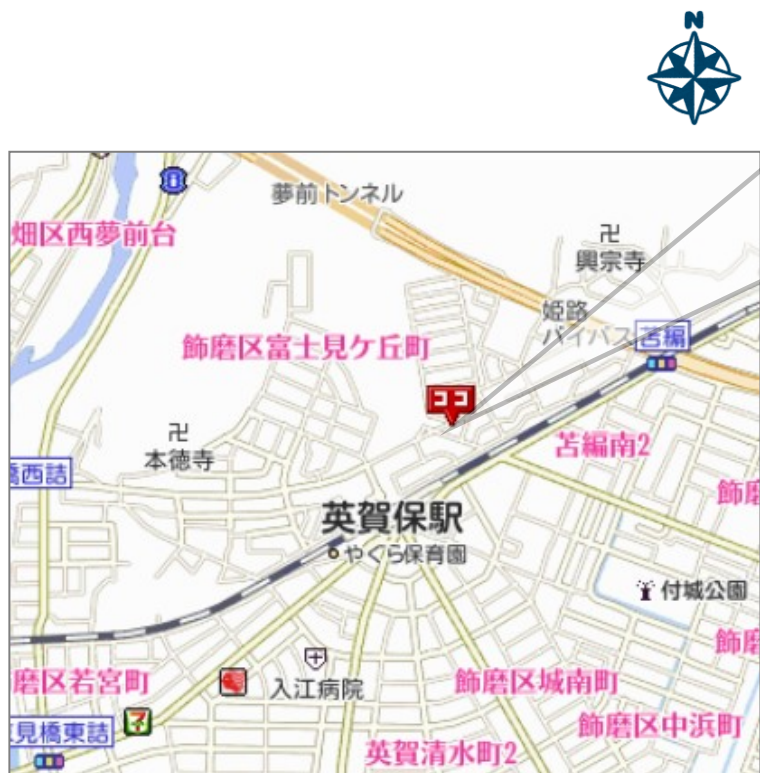 N
夢前トンネル
畑区西夢前台
興宗寺
姫路
バイパス
苫編
飾磨区富士見ケ丘町
ココ
本徳寺
苫編南2
橋西詰
飾磨
英賀保駅
やぐら保育園
付城公園
飾磨
磨区若宮町
入江病院
飾磨区城南町
7
飾磨区中浜町
見橋東詰
英賀清水町2